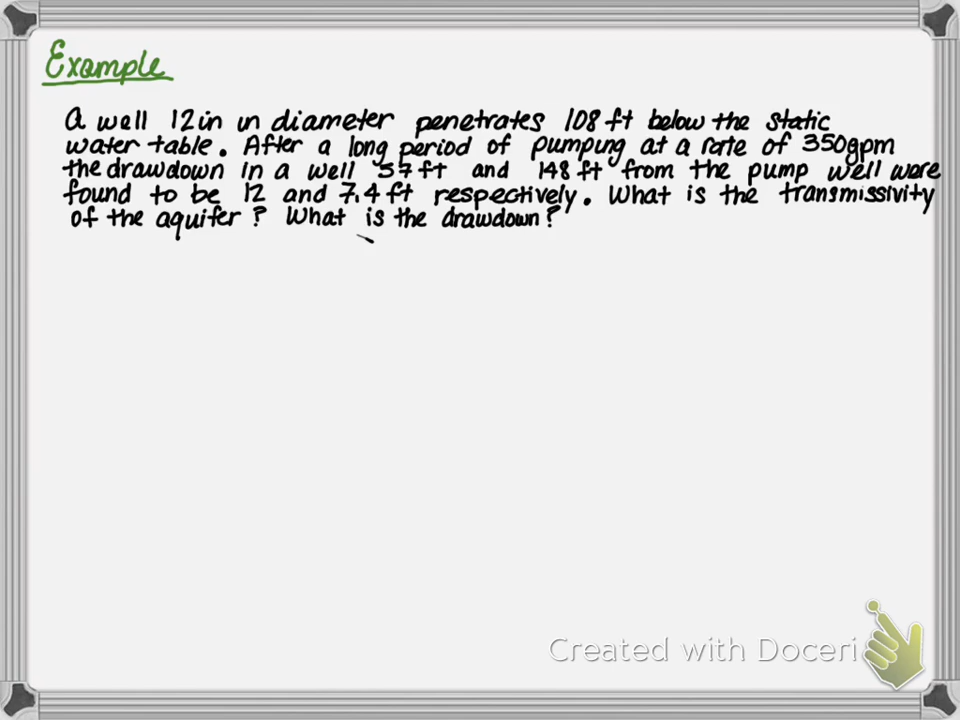 Example
A well 12in in diameter penetrates 108 ft below the static
water table. After a long period of pumping at a rate of 350gpm
the drawdown in a well 57 ft and 148 ft from the pump well were
found to be 12 and 7.4 ft respectively. What is the transmissivity
of the aquifer? What is the drawdown?
Created with Doceri